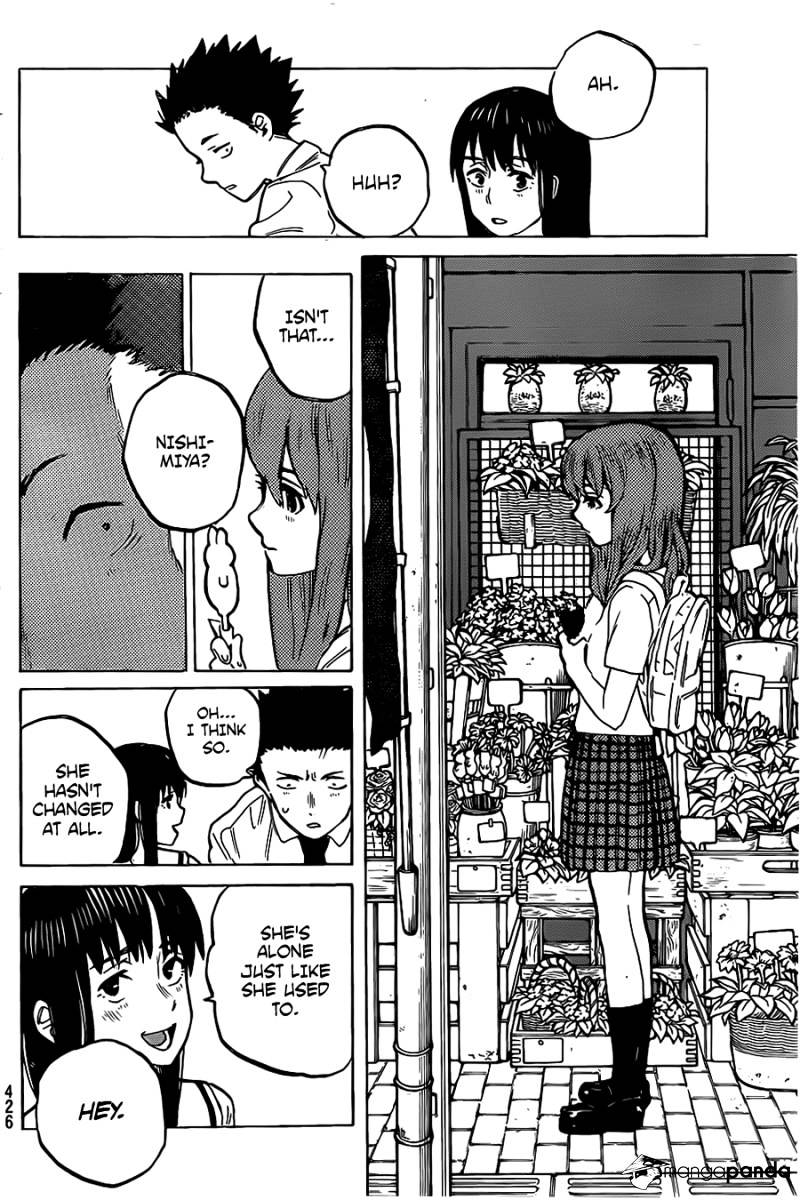 AH.
HUH?
ISN'T
THAT...
NISHI-
MIYA?
OH...
I THINK
SO.
SHE
HASN'T
CHANGED
AT ALL.
SHE'S
ALONE
JUST LIKE
SHE USED
TO.
HEY.
426
mangapanda